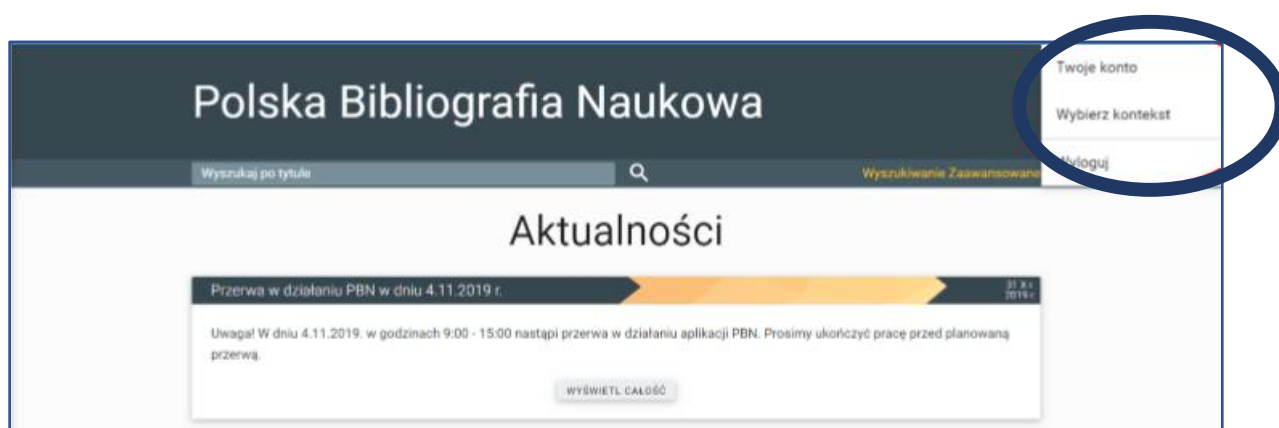 Twoje konto
Polska Bibliografia Naukowa
Wybierz kontekst
Wyszukaj po tytule
Wyszukiwanie Zaawansowane
Wyloguj
Aktualności
Przerwa w działaniu PBN w dniu 4.11.2019 r.
31 X
2019 r.
Uwaga! W dniu 4.11.2019. w godzinach 9:00 - 15:00 nastąpi przerwa w działaniu aplikacji PBN. Prosimy ukończyć pracę przed planowaną
przerwą.
WYŚWIETL CAŁOŚĆ